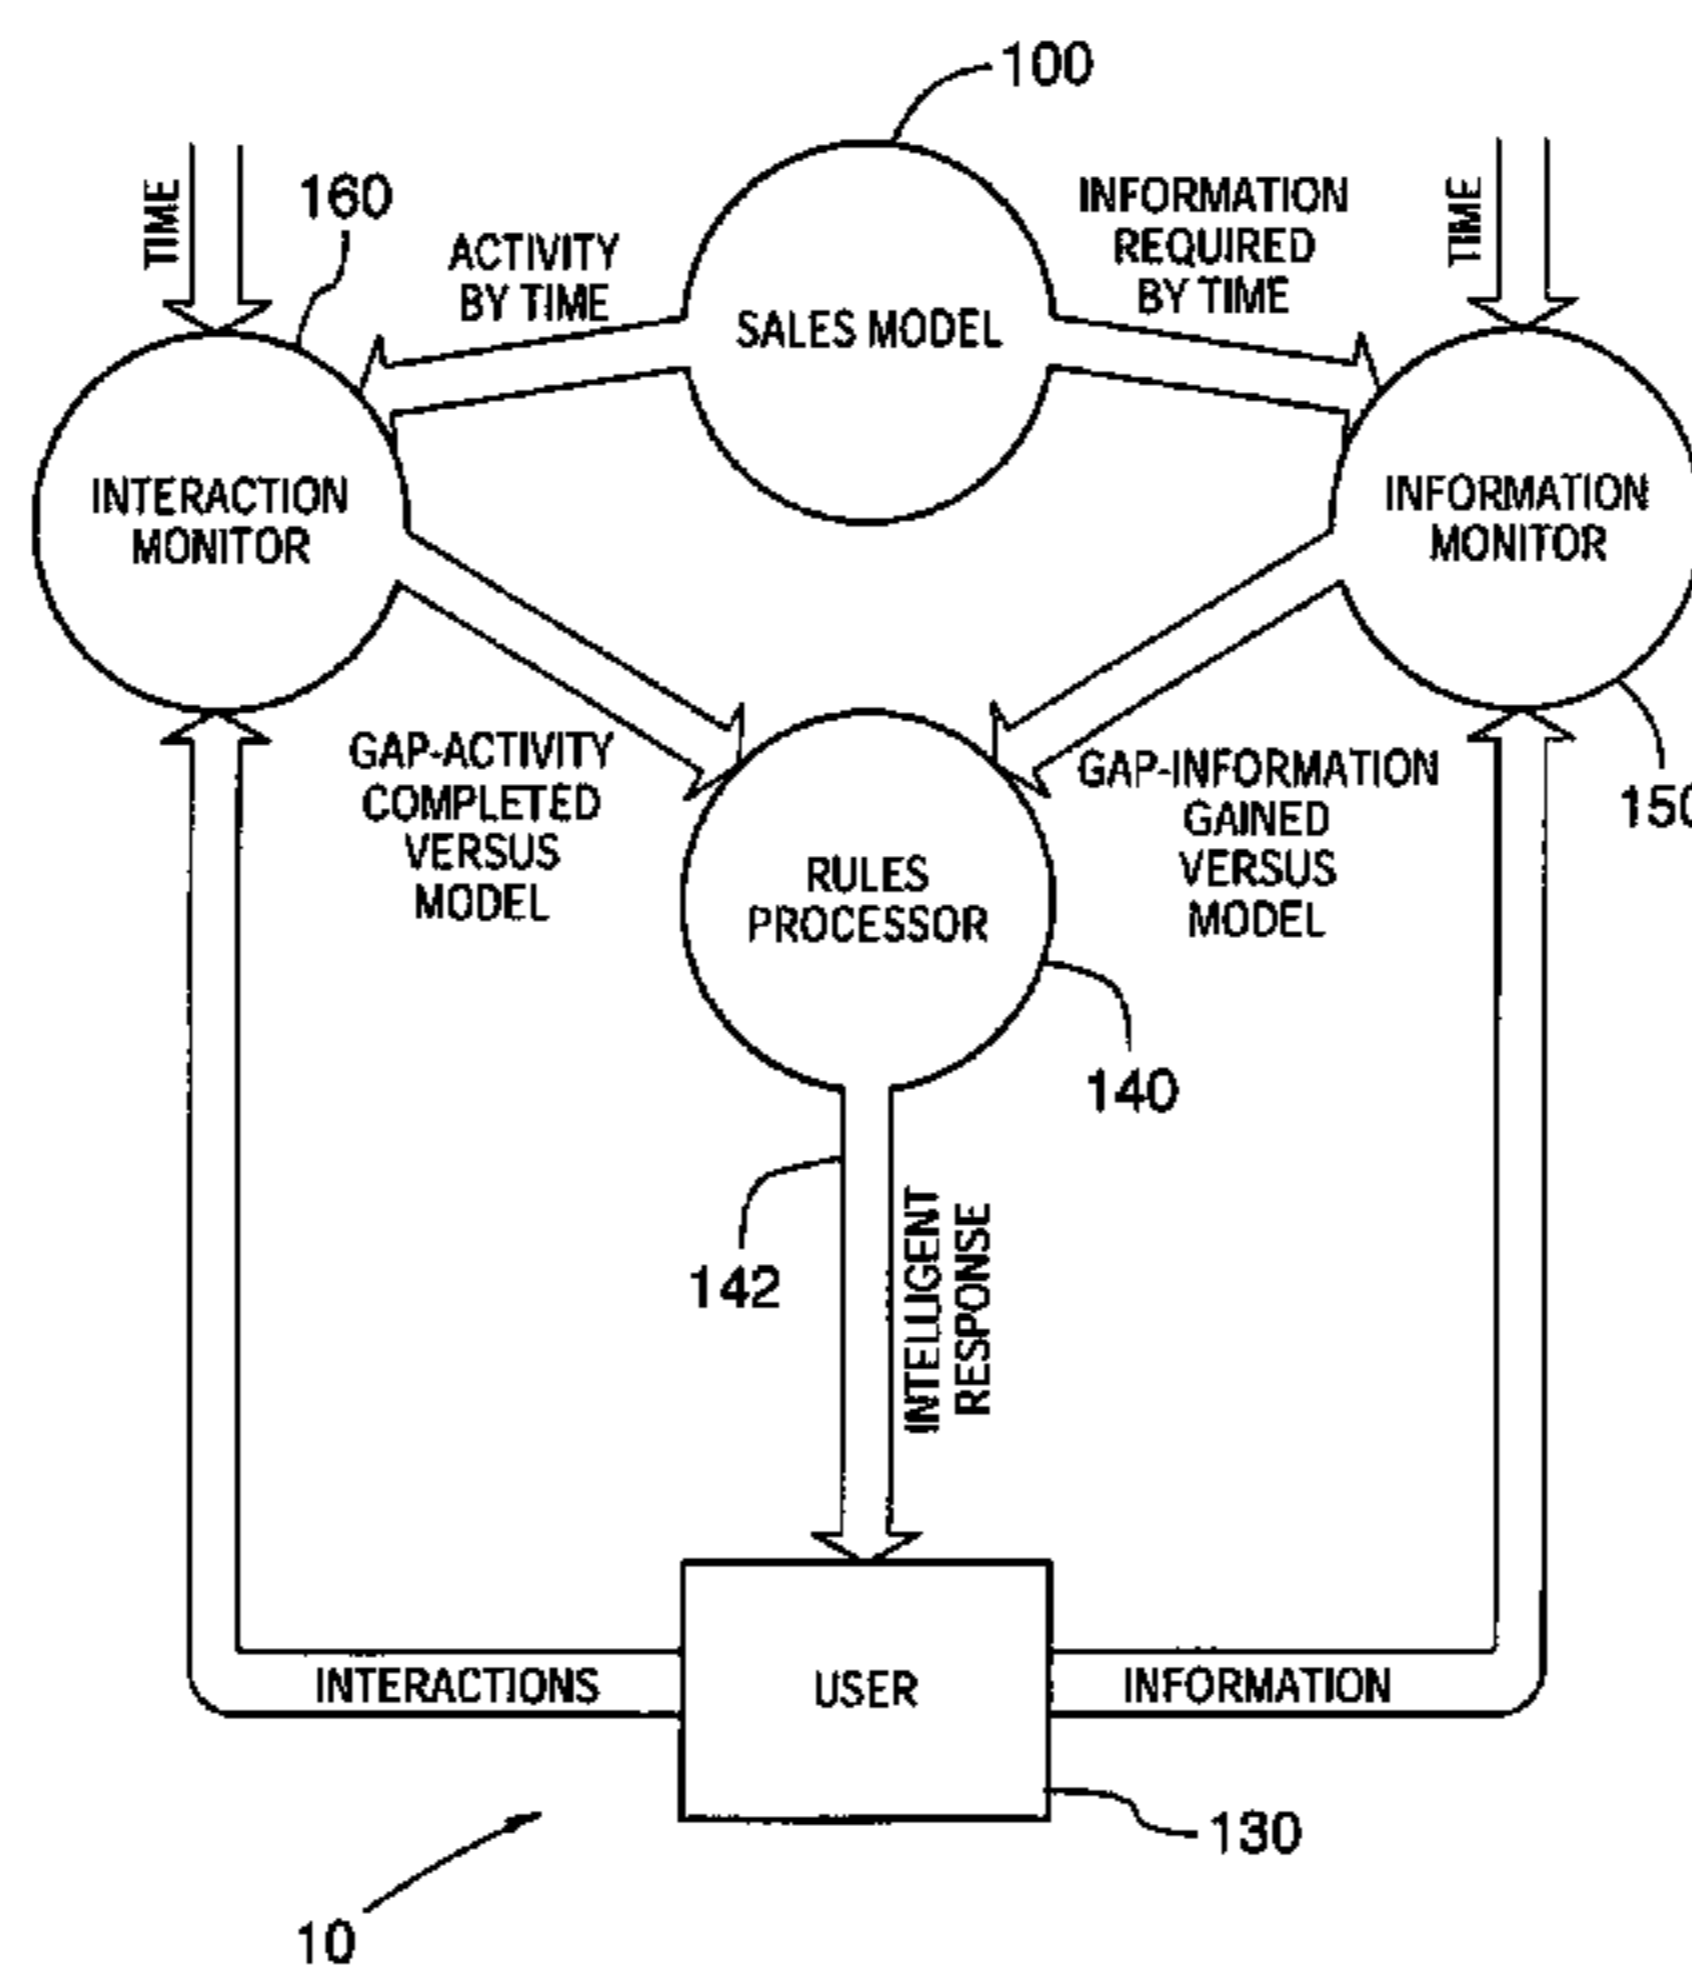 100
TIME
160
ACTIVITY
BY TIME
INFORMATION
REQUIRED
BY TIME
TIME
SALES MODEL
INTERACTION
MONITOR
INFORMATION
MONITOR
GAP-ACTIVITY
COMPLETED
VERSUS
MODEL
GAP-INFORMATION
GAINED
VERSUS
MODEL
150
RULES
PROCESSOR
140
142
INTELLIGENT
RESPONSE
INTERACTIONS
USER
INFORMATION
130
10